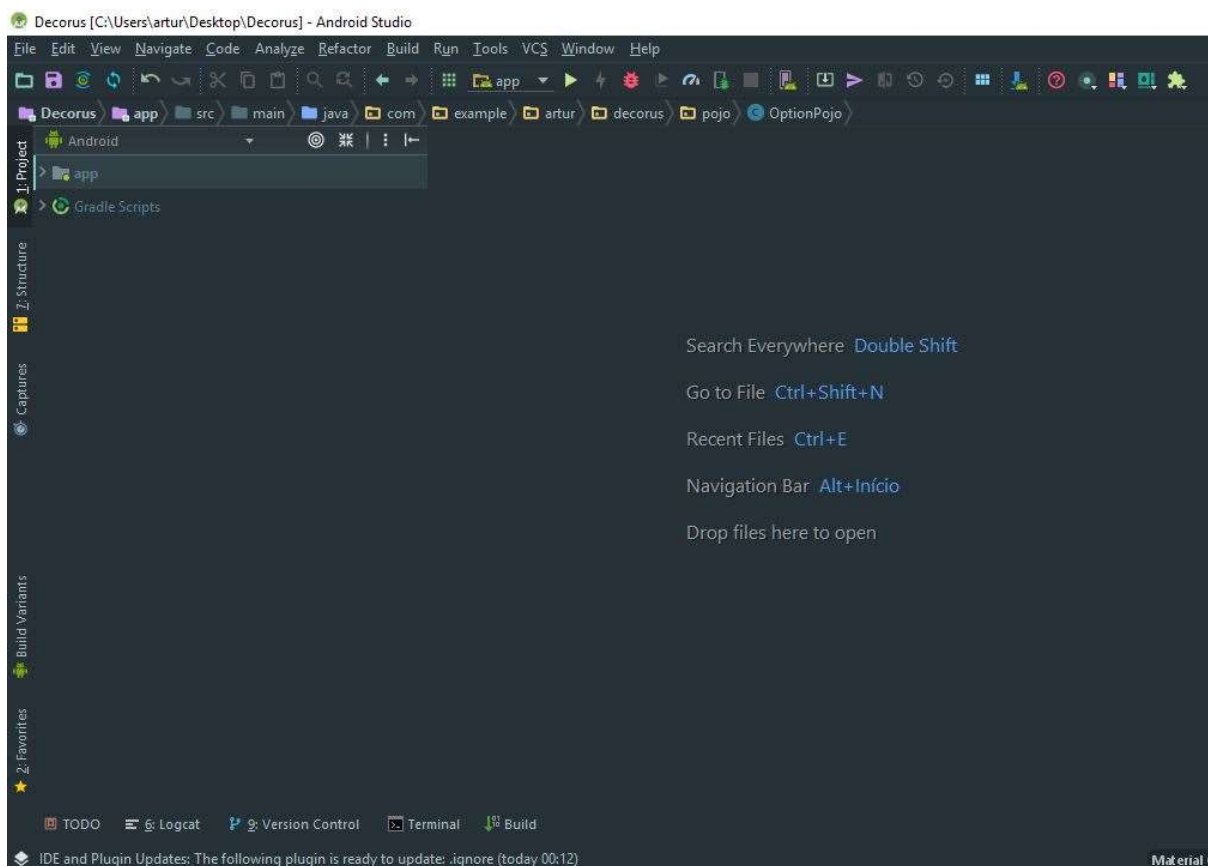 Decorus [C:\Users\artur\Desktop\Decorus] - Android Studio
File Edit View Navigate Code Analyze Refactor Build Run Tools VCS Window Help
app
Decorus app src main java com example artur decorus pojo OptionPojo
Android
app
Gradle Scripts
1: Project
7: Structure
Captures
Build Variants
2: Favorites
Search Everywhere Double Shift
Go to File Ctrl+Shift+N
Recent Files Ctrl+E
Navigation Bar Alt+Início
Drop files here to open
TODO 6: Logcat 9: Version Control Terminal Build
IDE and Plugin Updates: The following plugin is ready to update: .ignore (today 00:12)
Material